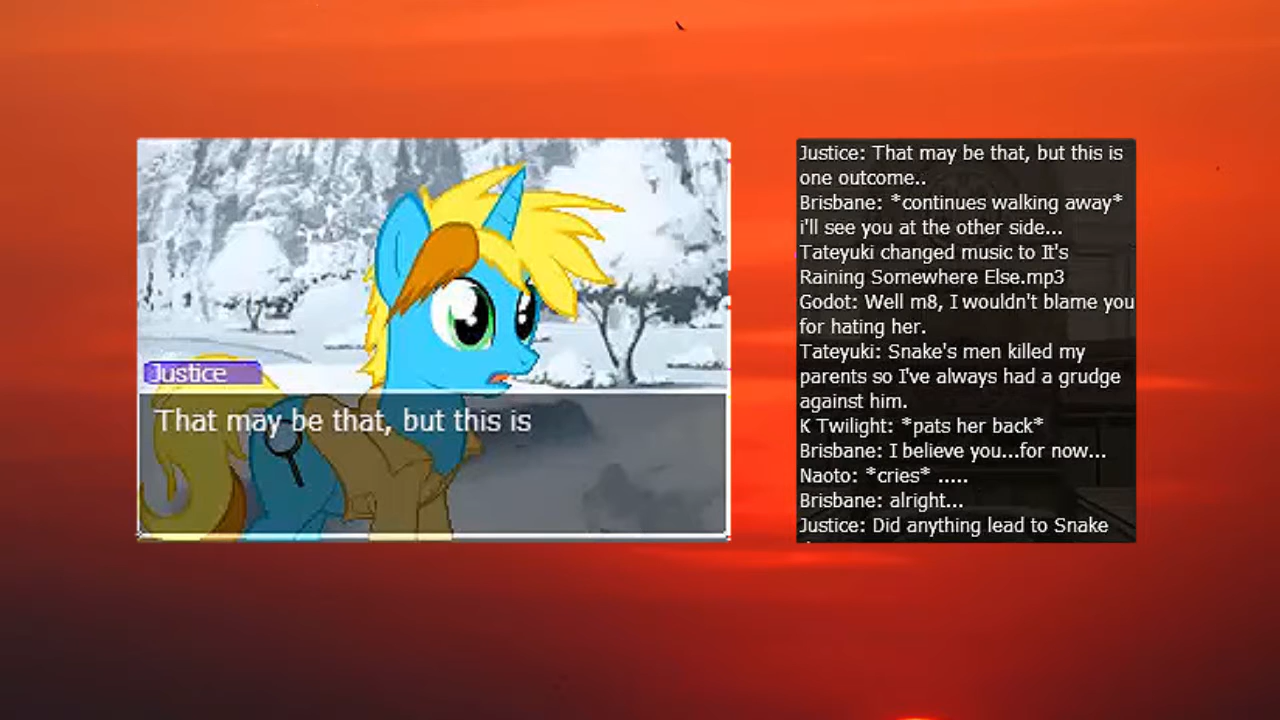 Justice
That may be that, but this is
Justice: That may be that, but this is
one outcome..
Brisbane: *continues walking away*
i'll see you at the other side...
Tateyuki changed music to It's
Raining Somewhere Else.mp3
Godot: Well m8, I wouldn't blame you
for hating her.
Tateyuki: Snake's men killed my
parents so I've always had a grudge
against him.
K Twilight: *pats her back*
Brisbane: I believe you...for now...
Naoto: *cries* .....
Brisbane: alright...
Justice: Did anything lead to Snake